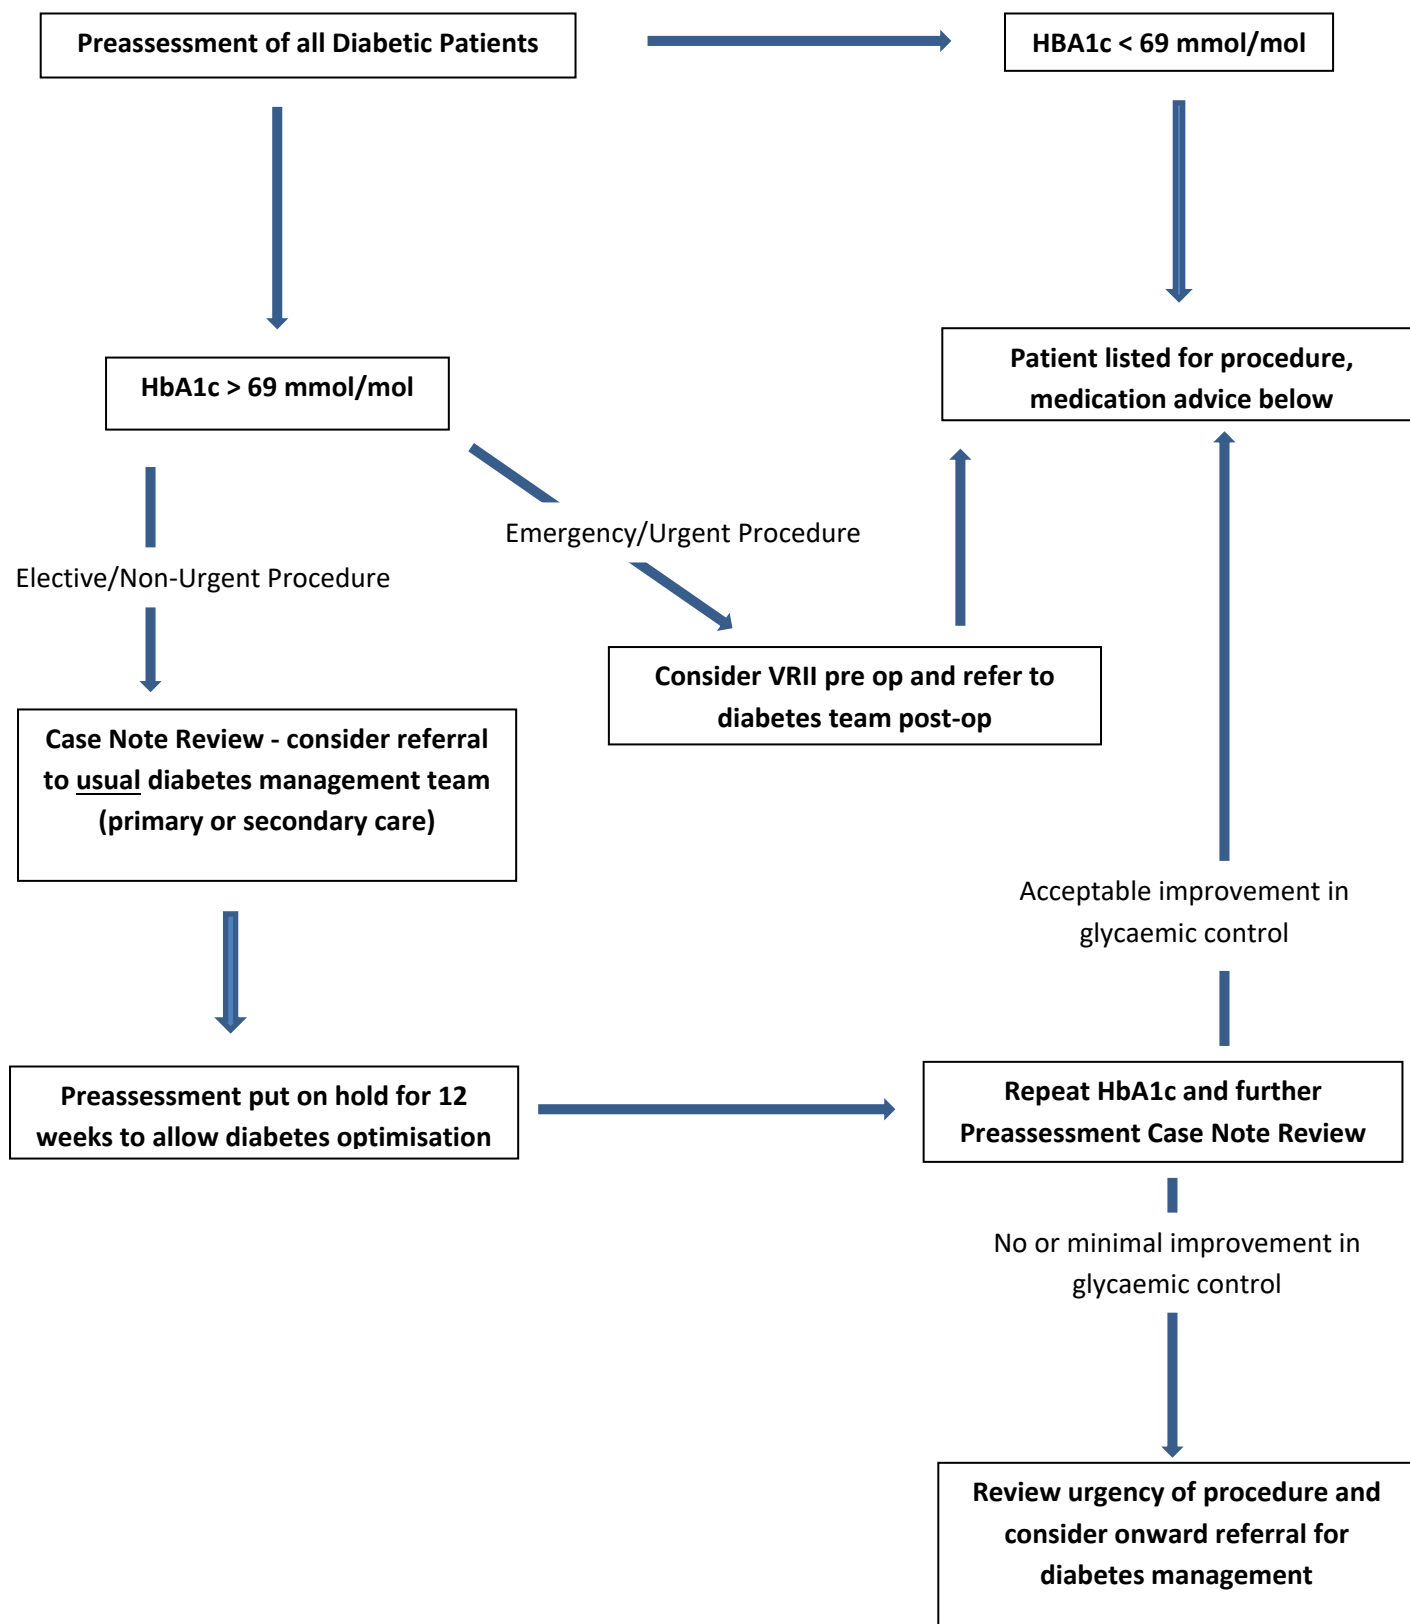 Preassessment of all Diabetic Patients
HBA1c < 69 mmol/mol
HbA1c > 69 mmol/mol
Patient listed for procedure,
medication advice below
Emergency/Urgent Procedure
Elective/Non-Urgent Procedure
Consider VRII pre op and refer to
diabetes team post-op
Case Note Review - consider referral
to usual diabetes management team
(primary or secondary care)
Acceptable improvement in
glycaemic control
Preassessment put on hold for 12
weeks to allow diabetes optimisation
Repeat HbA1c and further
Preassessment Case Note Review
No or minimal improvement in
glycaemic control
Review urgency of procedure and
consider onward referral for
diabetes management